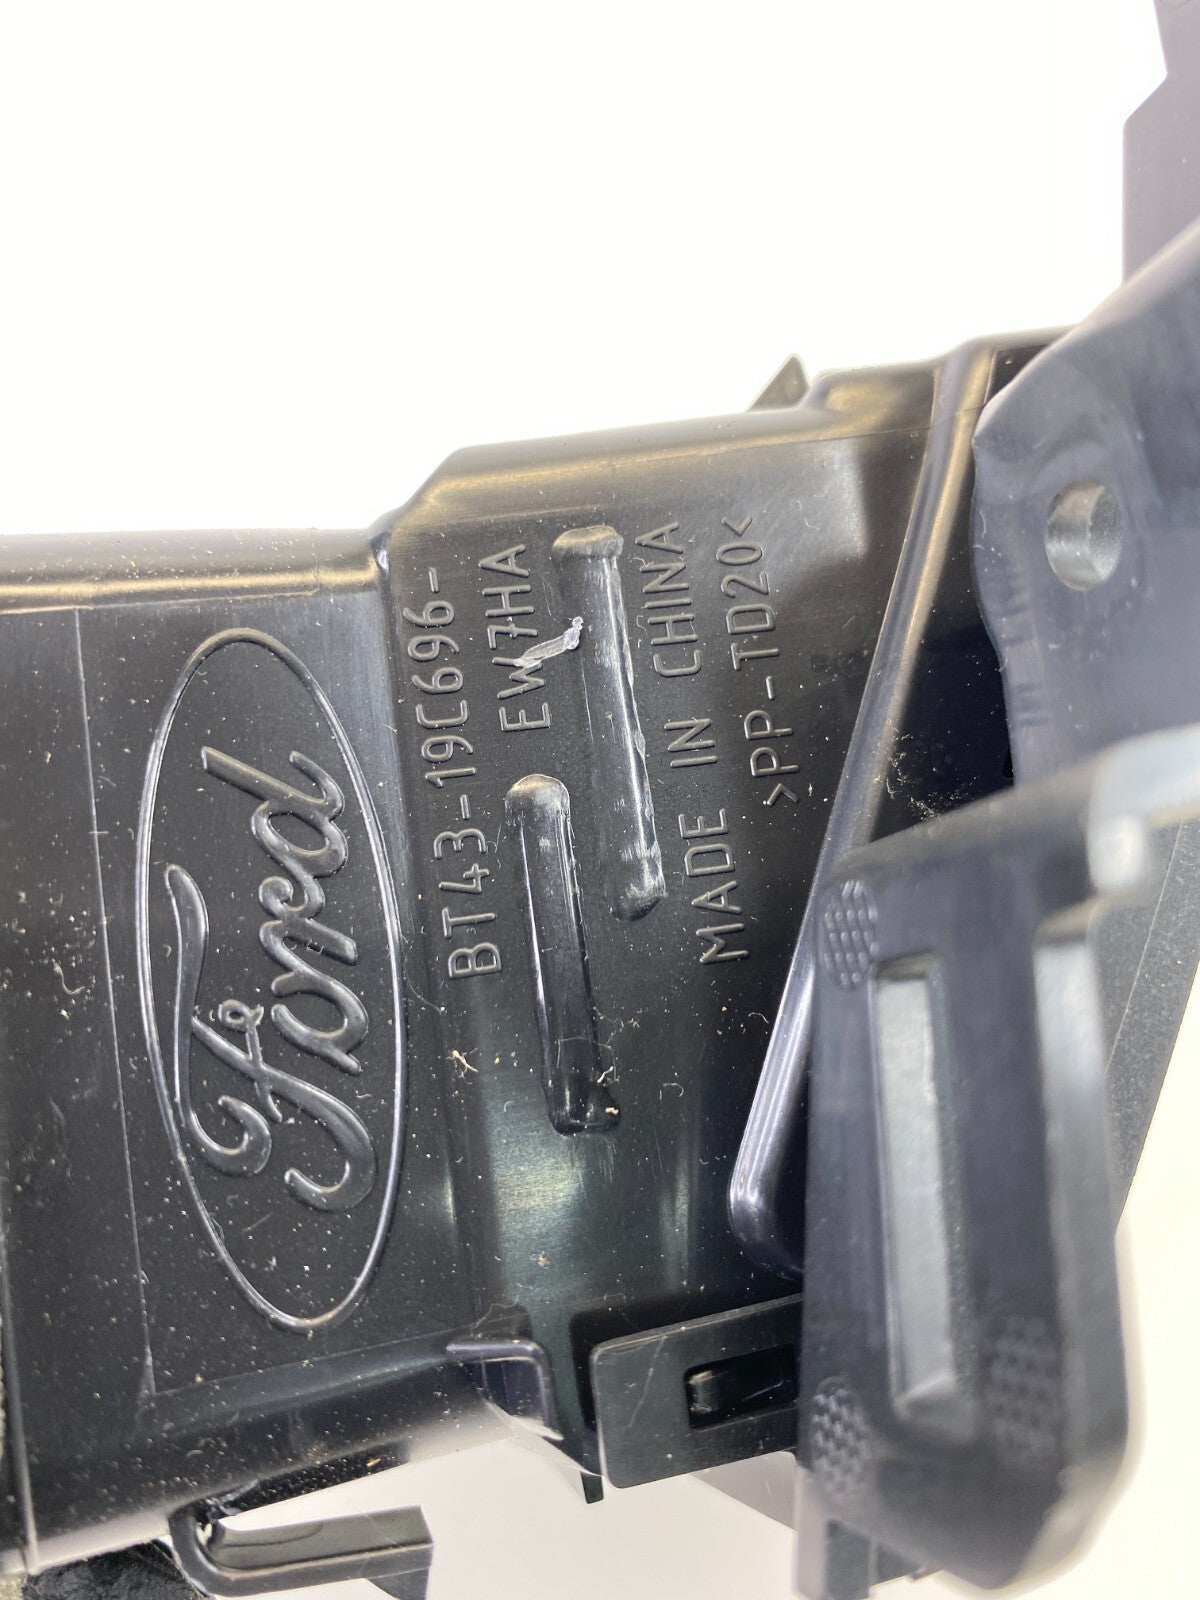 Ford
BT43-19C696-
EW7HA
MADE IN CHINA
>PP-TD20<